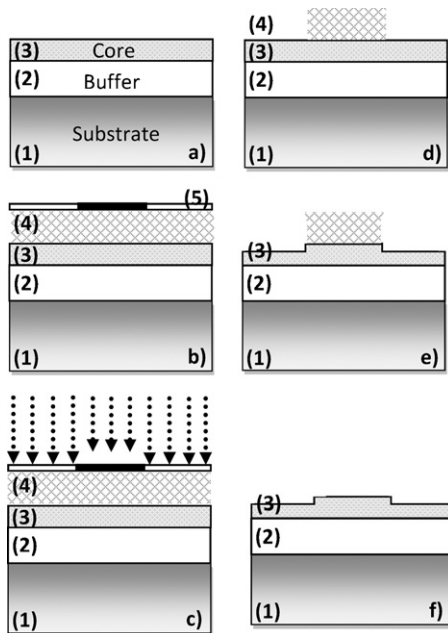 (3) Core
(2) Buffer
Substrate
(1) a)
(4)
(3)
(2)
(1) d)
(5)
(4)
(3)
(2)
(1) b)
(3)
(2)
(1) e)
(4)
(3)
(2)
(1) c)
(3)
(2)
(1) f)